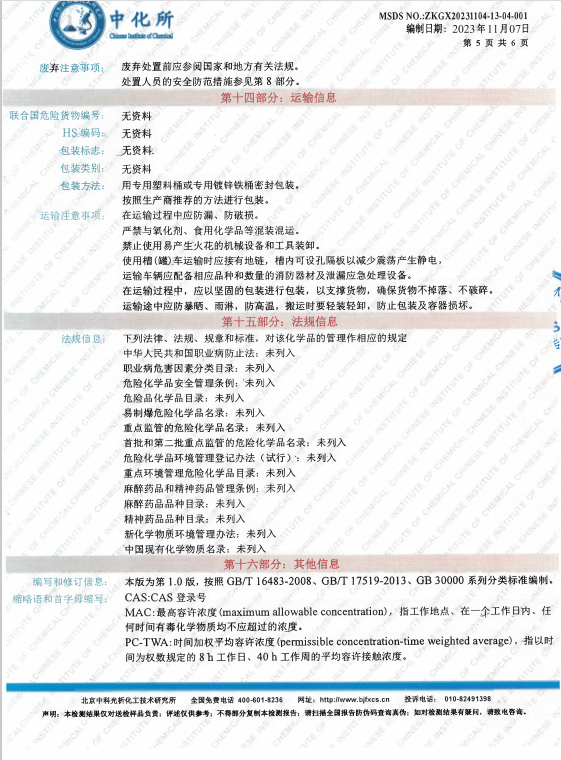 中化所
Chinese Institute of Chemical
MSDS NO.:ZKGX20231104-13-04-001
编制日期：2023年11月07日
第 5 页 共 6 页
废弃注意事项： 废弃处置前应参阅国家和地方有关法规。
处置人员的安全防范措施参见第 8 部分。
第十四部分：运输信息
联合国危险货物编号： 无资料
HS 编码： 无资料
包装标志： 无资料
包装类别： 无资料
包装方法： 用专用塑料桶或专用镀锌铁桶密封包装。
按照生产商推荐的方法进行包装。
运输注意事项： 在运输过程中应防漏、防破损。
严禁与氧化剂、食用化学品等混装混运。
禁止使用易产生火花的机械设备和工具装卸。
使用槽(罐)车运输时应接有地链，槽内可设孔隔板以减少震荡产生静电，
运输车辆应配备相应品种和数量的消防器材及泄漏应急处理设备。
在运输过程中，应以坚固的包装进行包装，以支撑货物，确保货物不掉落、不破碎。
运输途中应防暴晒、雨淋，防高温，搬运时要轻装轻卸，防止包装及容器损坏。
第十五部分：法规信息
法规信息： 下列法律、法规、规章和标准，对该化学品的管理作相应的规定
中华人民共和国职业病防止法：未列入
职业病危害因素分类目录：未列入
危险化学品安全管理条例：未列入
危险品化学品目录：未列入
易制爆危险化学品名录：未列入
重点监管的危险化学品名录：未列入
首批和第二批重点监管的危险化学品名录：未列入
危险化学品环境管理登记办法（试行）：未列入
重点环境管理危险化学品目录：未列入
麻醉药品和精神药品管理条例：未列入
麻醉药品品种目录：未列入
精神药品品种目录：未列入
新化学物质环境管理办法：未列入
中国现有化学物质名录：未列入
第十六部分：其他信息
编写和修订信息： 本版为第 1.0 版，按照 GB/T 16483-2008、GB/T 17519-2013、GB 30000 系列分类标准编制。
缩略语和首字母缩写： CAS:CAS 登录号
MAC:最高容许浓度(maximum allowable concentration)，指工作地点、在一个工作日内、任
何时间有毒化学物质均不应超过的浓度。
PC-TWA:时间加权平均容许浓度(permissible concentration-time weighted average)，指以时
间为权数规定的 8 h 工作日、40 h 工作周的平均容许接触浓度。
北京中科光析化工技术研究所 全国免费电话 400-601-8236 网址：http://www.bjfxcs.cn 投诉电话： 010-82491398
声明：本检测结果仅对送检样品负责；评述仅供参考；不得部分复制本检测报告；请扫描全国报告防伪码查询真伪；如对检测结果有疑问，请致电咨询。